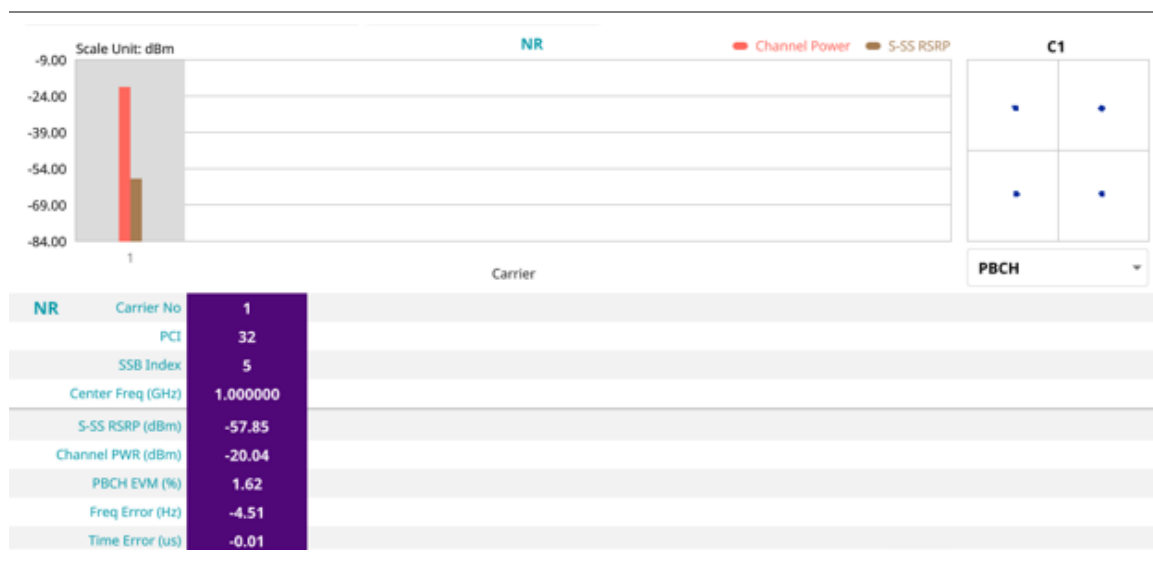 Scale Unit: dBm
NR
Channel Power
S-SS RSRP
C1
-9.00
-24.00
-39.00
-54.00
-69.00
-84.00
1
Carrier
PBCH
NR Carrier No 1
PCI 32
SSB Index 5
Center Freq (GHz) 1.000000
S-SS RSRP (dBm) -57.85
Channel PWR (dBm) -20.04
PBCH EVM (%) 1.62
Freq Error (Hz) -4.51
Time Error (us) -0.01